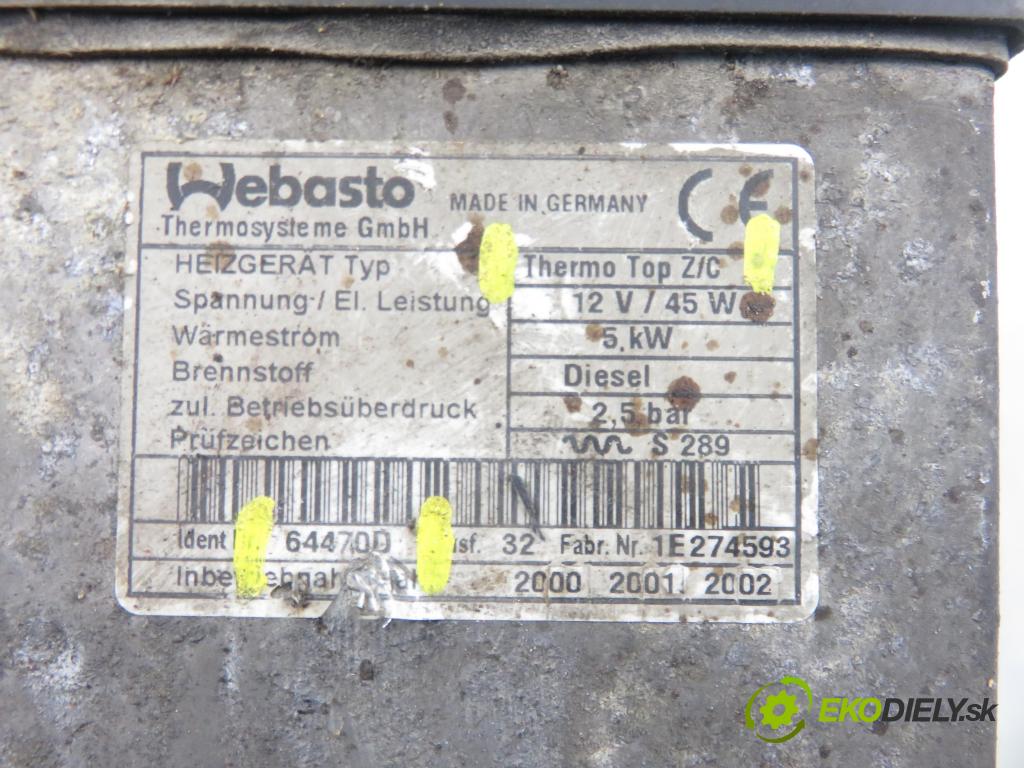 Webasto MADE IN GERMANY CE
Thermosysteme GmbH
HEIZGERÄT Typ Thermo Top Z/C
Spannung / El. Leistung 12 V / 45 W
Wärmestrom 5 kW
Brennstoff Diesel
zul. Betriebsüberdruck 2,5 bar
Prüfzeichen S 289
Ident 64470D 32 Fabr. Nr. 1E274593
2000 2001 2002
EKODIELY.sk